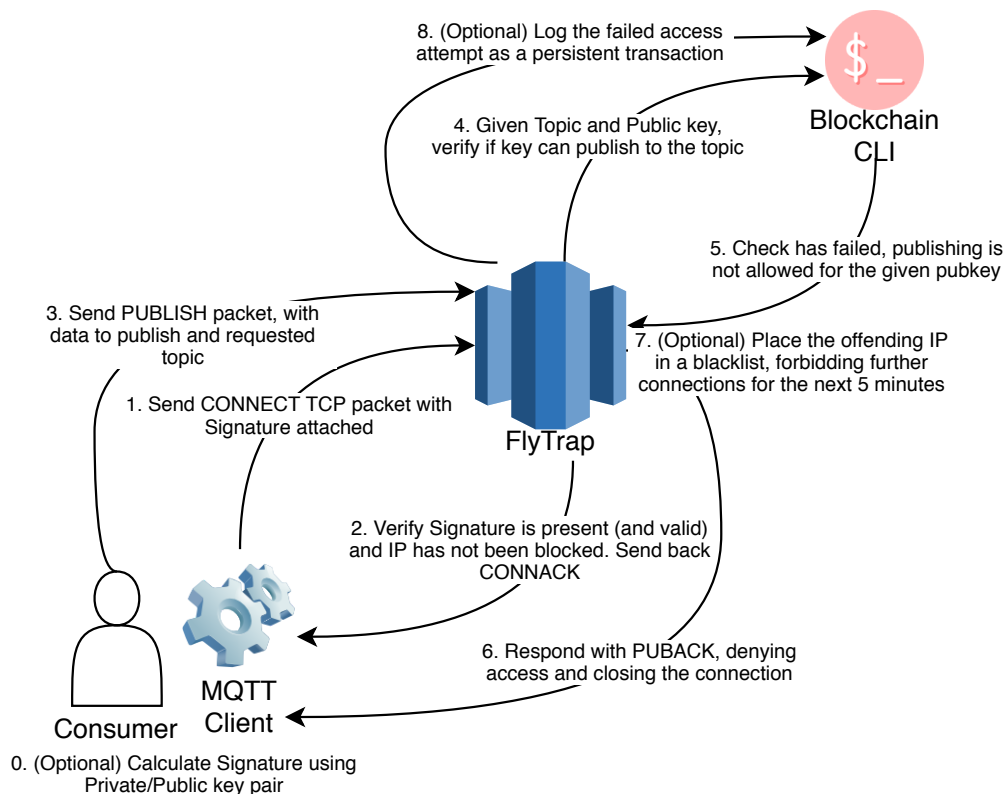 8. (Optional) Log the failed access
attempt as a persistent transaction
$_
Blockchain
CLI
4. Given Topic and Public key,
verify if key can publish to the topic
5. Check has failed, publishing is
not allowed for the given pubkey
3. Send PUBLISH packet, with
data to publish and requested
topic
7. (Optional) Place the offending IP
in a blacklist, forbidding further
connections for the next 5 minutes
1. Send CONNECT TCP packet with
Signature attached
FlyTrap
2. Verify Signature is present (and valid)
and IP has not been blocked. Send back
CONNACK
6. Respond with PUBACK, denying
access and closing the connection
MQTT
Client
Consumer
0. (Optional) Calculate Signature using
Private/Public key pair